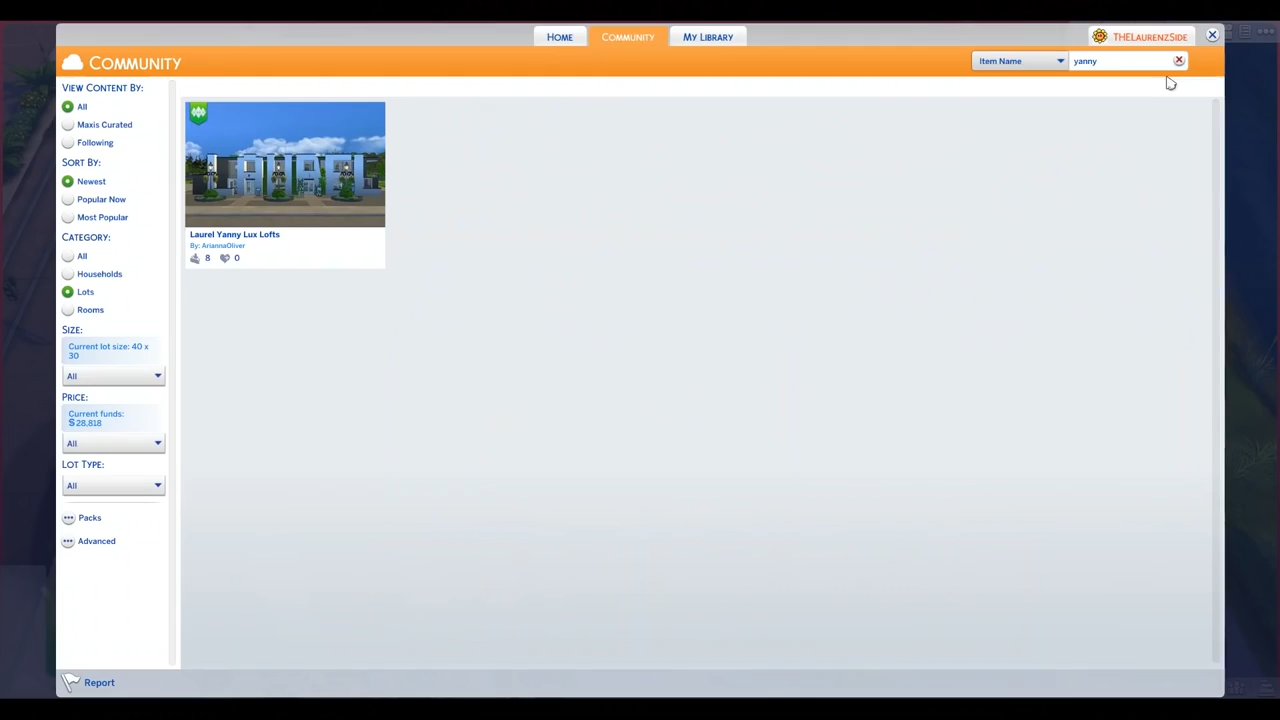 HOME
COMMUNITY
MY LIBRARY
THELAURENZSIDE
COMMUNITY
Item Name
yanny
VIEW CONTENT BY:
All
Maxis Curated
Following
SORT BY:
Newest
Popular Now
Most Popular
CATEGORY:
All
Households
Lots
Rooms
SIZE:
Current lot size: 40 x
30
All
PRICE:
Current funds:
§28,818
All
LOT TYPE:
All
Packs
Advanced
LAUREL
Laurel Yanny Lux Lofts
By: AriannaOliver
8
0
Report